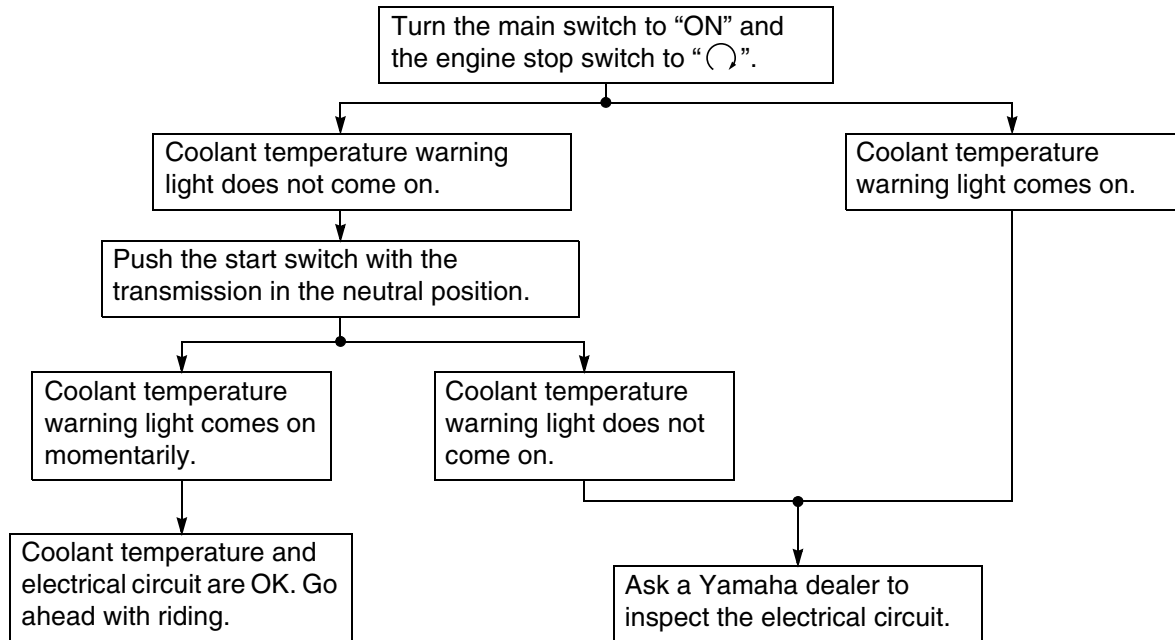 Turn the main switch to “ON” and
the engine stop switch to “ ”.
Coolant temperature warning
light does not come on.
Coolant temperature
warning light comes on.
Push the start switch with the
transmission in the neutral position.
Coolant temperature
warning light comes on
momentarily.
Coolant temperature
warning light does not
come on.
Coolant temperature and
electrical circuit are OK. Go
ahead with riding.
Ask a Yamaha dealer to
inspect the electrical circuit.